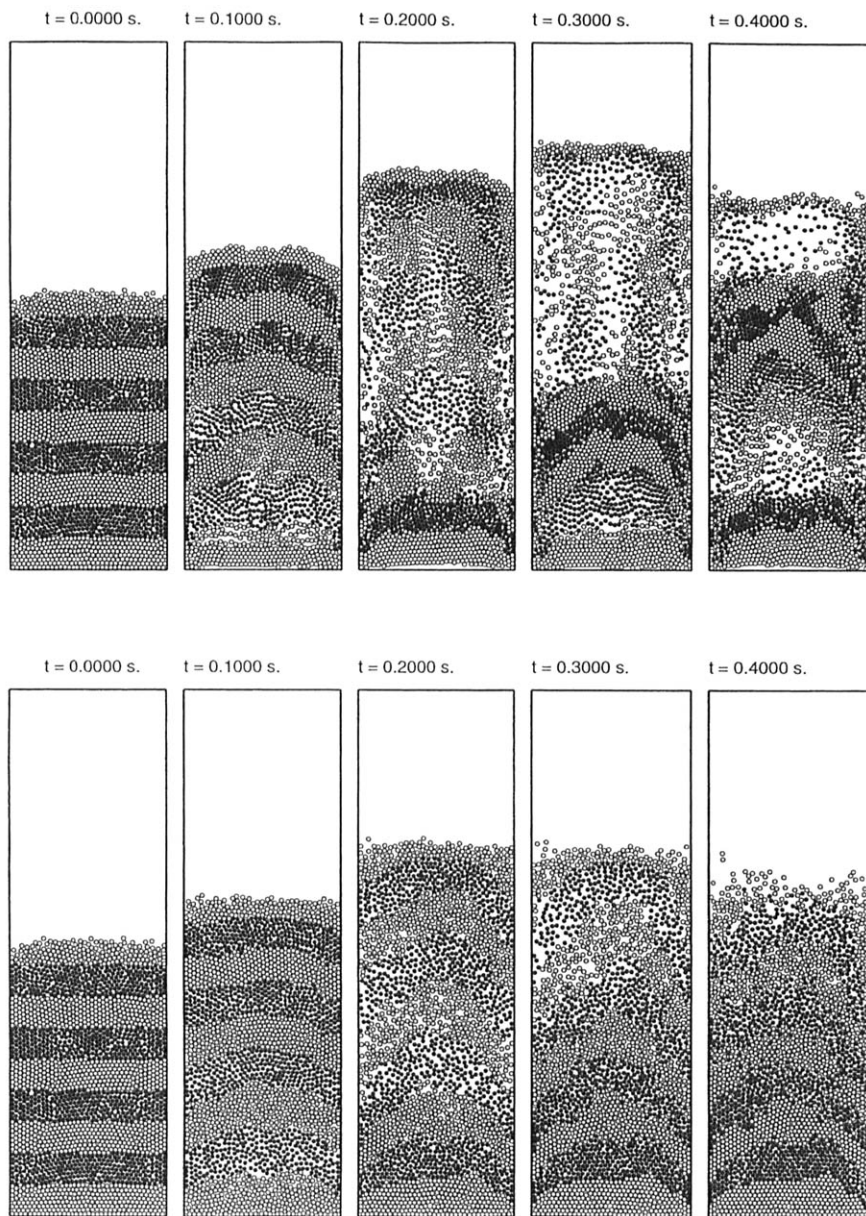 t = 0.0000 s. t = 0.1000 s. t = 0.2000 s. t = 0.3000 s. t = 0.4000 s.
t = 0.0000 s. t = 0.1000 s. t = 0.2000 s. t = 0.3000 s. t = 0.4000 s.